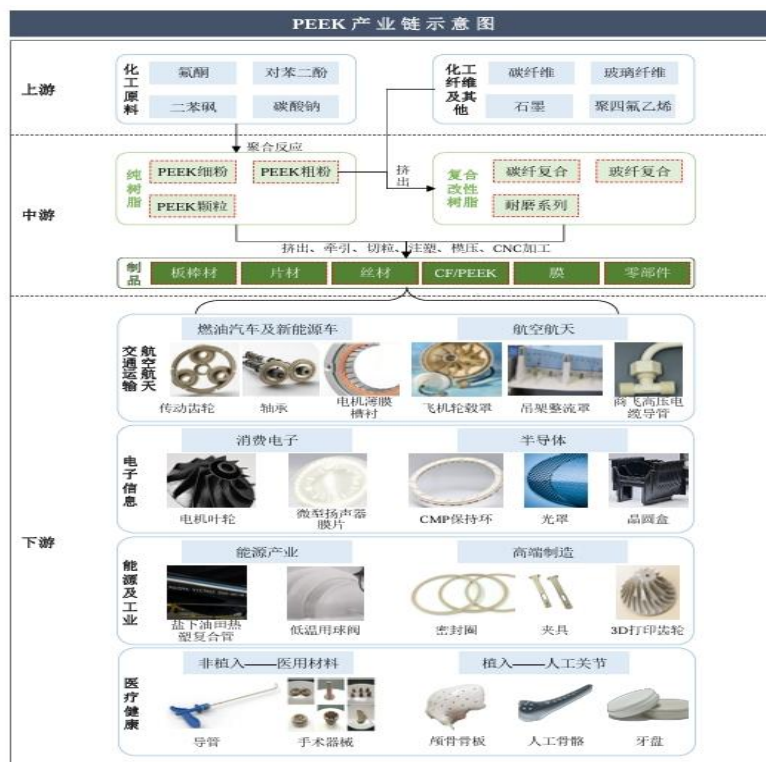 PEEK产业链示意图
上游
化工原料
氟酮
对苯二酚
二苯砜
碳酸钠
化工纤维及其他
碳纤维
玻璃纤维
石墨
聚四氟乙烯
聚合反应
中游
纯树脂
PEEK细粉
PEEK粗粉
PEEK颗粒
挤出
复合改性树脂
碳纤复合
玻纤复合
耐磨系列
挤出、牵引、切粒、注塑、模压、CNC加工
制品
板棒材
片材
丝材
CF/PEEK
膜
零部件
下游
交通运输
航空航天
燃油汽车及新能源车
航空航天
传动齿轮
轴承
电机薄膜
槽衬
飞机轮毂罩
吊架整流罩
商飞高压电
缆导管
电子信息
消费电子
半导体
电机叶轮
微型扬声器
膜片
CMP保持环
光罩
晶圆盒
能源及工业
能源产业
高端制造
盐下油田热
塑复合管
低温用球阀
密封圈
夹具
3D打印齿轮
医疗健康
非植入——医用材料
植入——人工关节
导管
手术器械
颅骨骨板
人工骨骼
牙盘